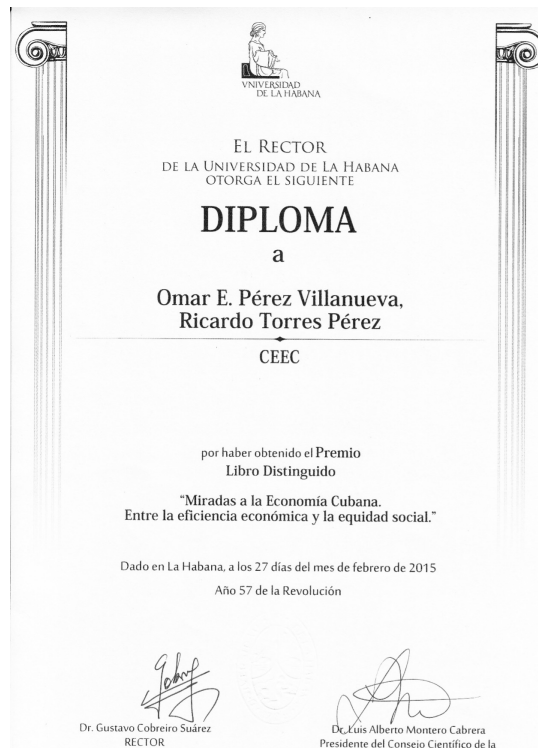 VNIVERSIDAD
DE LA HABANA
EL RECTOR
DE LA UNIVERSIDAD DE LA HABANA
OTORGA EL SIGUIENTE
DIPLOMA
a
Omar E. Pérez Villanueva,
Ricardo Torres Pérez
CEEC
por haber obtenido el Premio
Libro Distinguido
“Miradas a la Economía Cubana.
Entre la eficiencia económica y la equidad social.”
Dado en La Habana, a los 27 días del mes de febrero de 2015
Año 57 de la Revolución
Dr. Gustavo Cobreiro Suárez
RECTOR
Dr. Luis Alberto Montero Cabrera
Presidente del Consejo Científico de la